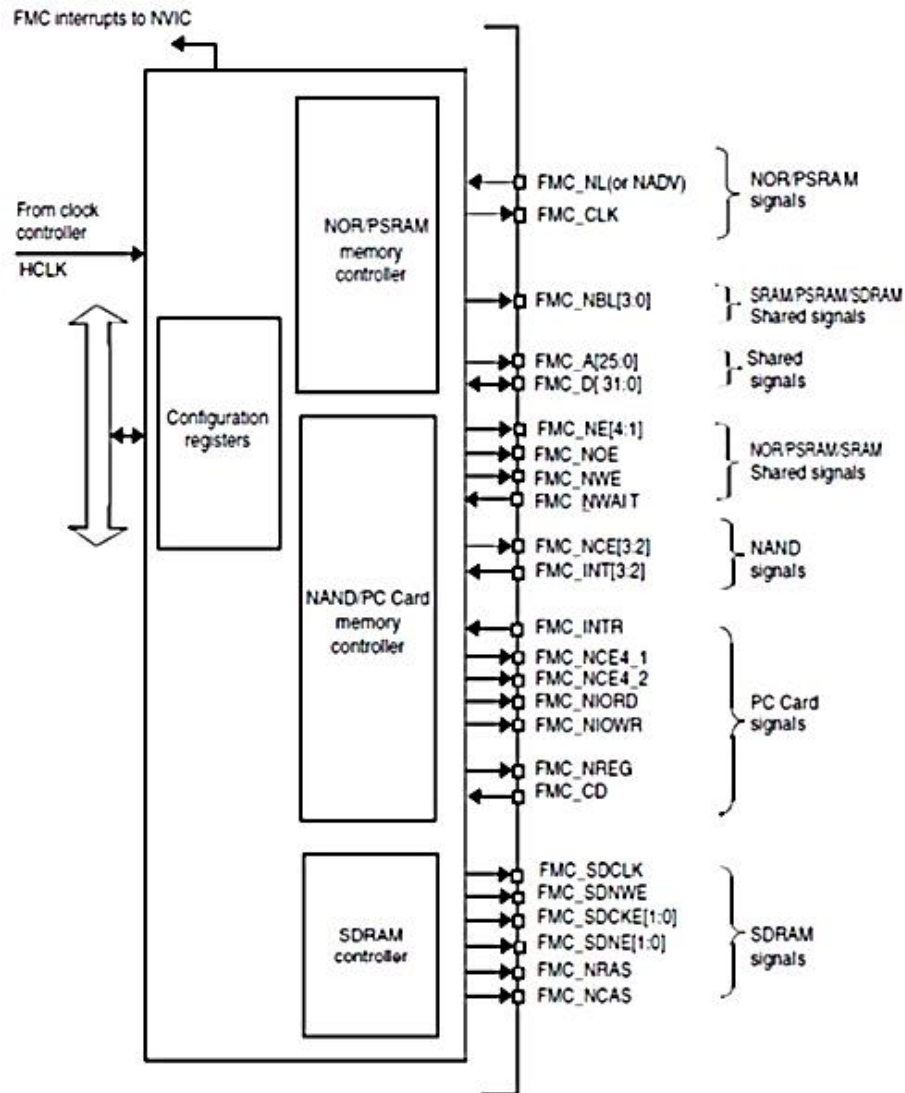 FMC interrupts to NVIC
From clock
controller
HCLK
Configuration
registers
NOR/PSRAM
memory
controller
NAND/PC Card
memory
controller
SDRAM
controller
FMC_NL(or NADV)
FMC_CLK
NOR/PSRAM
signals
FMC_NBL[3:0]
SRAM/PSRAM/SDRAM
Shared signals
FMC_A[25:0]
FMC_D[ 31:0)
Shared
signals
FMC_NE[4:1]
FMC_NOE
FMC_NWE
FMC_NWAIT
NOR/PSRAM/SRAM
Shared signals
FMC_NCE[3:2]
FMC_INT[3:2]
NAND
signals
FMC_INTR
FMC_NCE4_1
FMC_NCE4_2
FMC_NIORD
FMC_NIOWR
FMC_NREG
FMC_CD
PC Card
signals
FMC_SDCLK
FMC_SDNWE
FMC_SDCKE[1:0]
FMC_SDNE[1:0]
FMC_NRAS
FMC_NCAS
SDRAM
signals